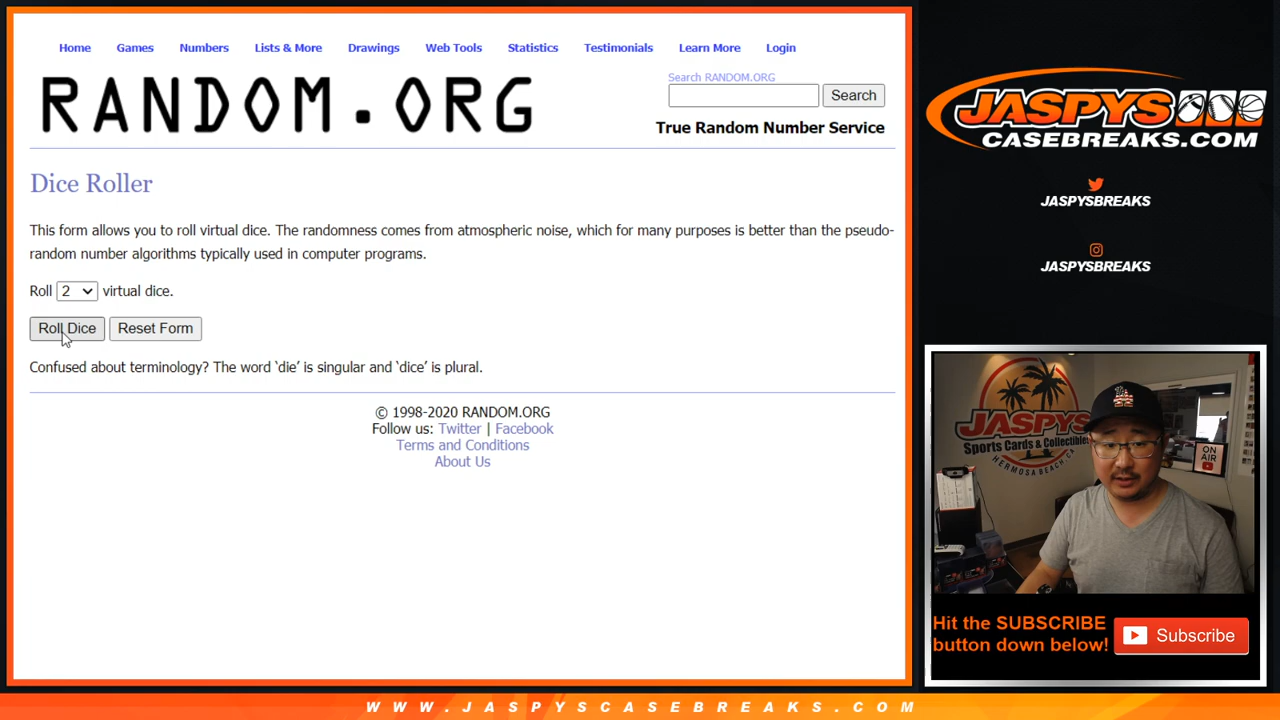 Home Games Numbers Lists & More Drawings Web Tools Statistics Testimonials Learn More Login
RANDOM.ORG
Search RANDOM.ORG
Search
True Random Number Service
Dice Roller
This form allows you to roll virtual dice. The randomness comes from atmospheric noise, which for many purposes is better than the pseudo-
random number algorithms typically used in computer programs.
Roll 2 virtual dice.
Roll Dice Reset Form
Confused about terminology? The word ‘die’ is singular and ‘dice’ is plural.
© 1998-2020 RANDOM.ORG
Follow us: Twitter | Facebook
Terms and Conditions
About Us
JASPYS
CASEBREAKS.COM
JASPYSBREAKS
JASPYSBREAKS
JASPYS
Sports Cards & Collectibles
HERMOSA BEACH, CA
ON
AIR
Hit the SUBSCRIBE
button down below!
Subscribe
WWW.JASPYSCASEBREAKS.COM